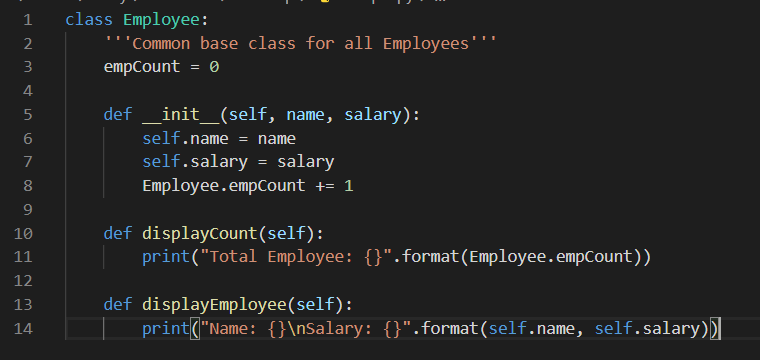 1 class Employee:
2     '''Common base class for all Employees'''
3     empCount = 0
4
5     def __init__(self, name, salary):
6         self.name = name
7         self.salary = salary
8         Employee.empCount += 1
9
10     def displayCount(self):
11         print("Total Employee: {}".format(Employee.empCount))
12
13     def displayEmployee(self):
14         print("Name: {}\nSalary: {}".format(self.name, self.salary))